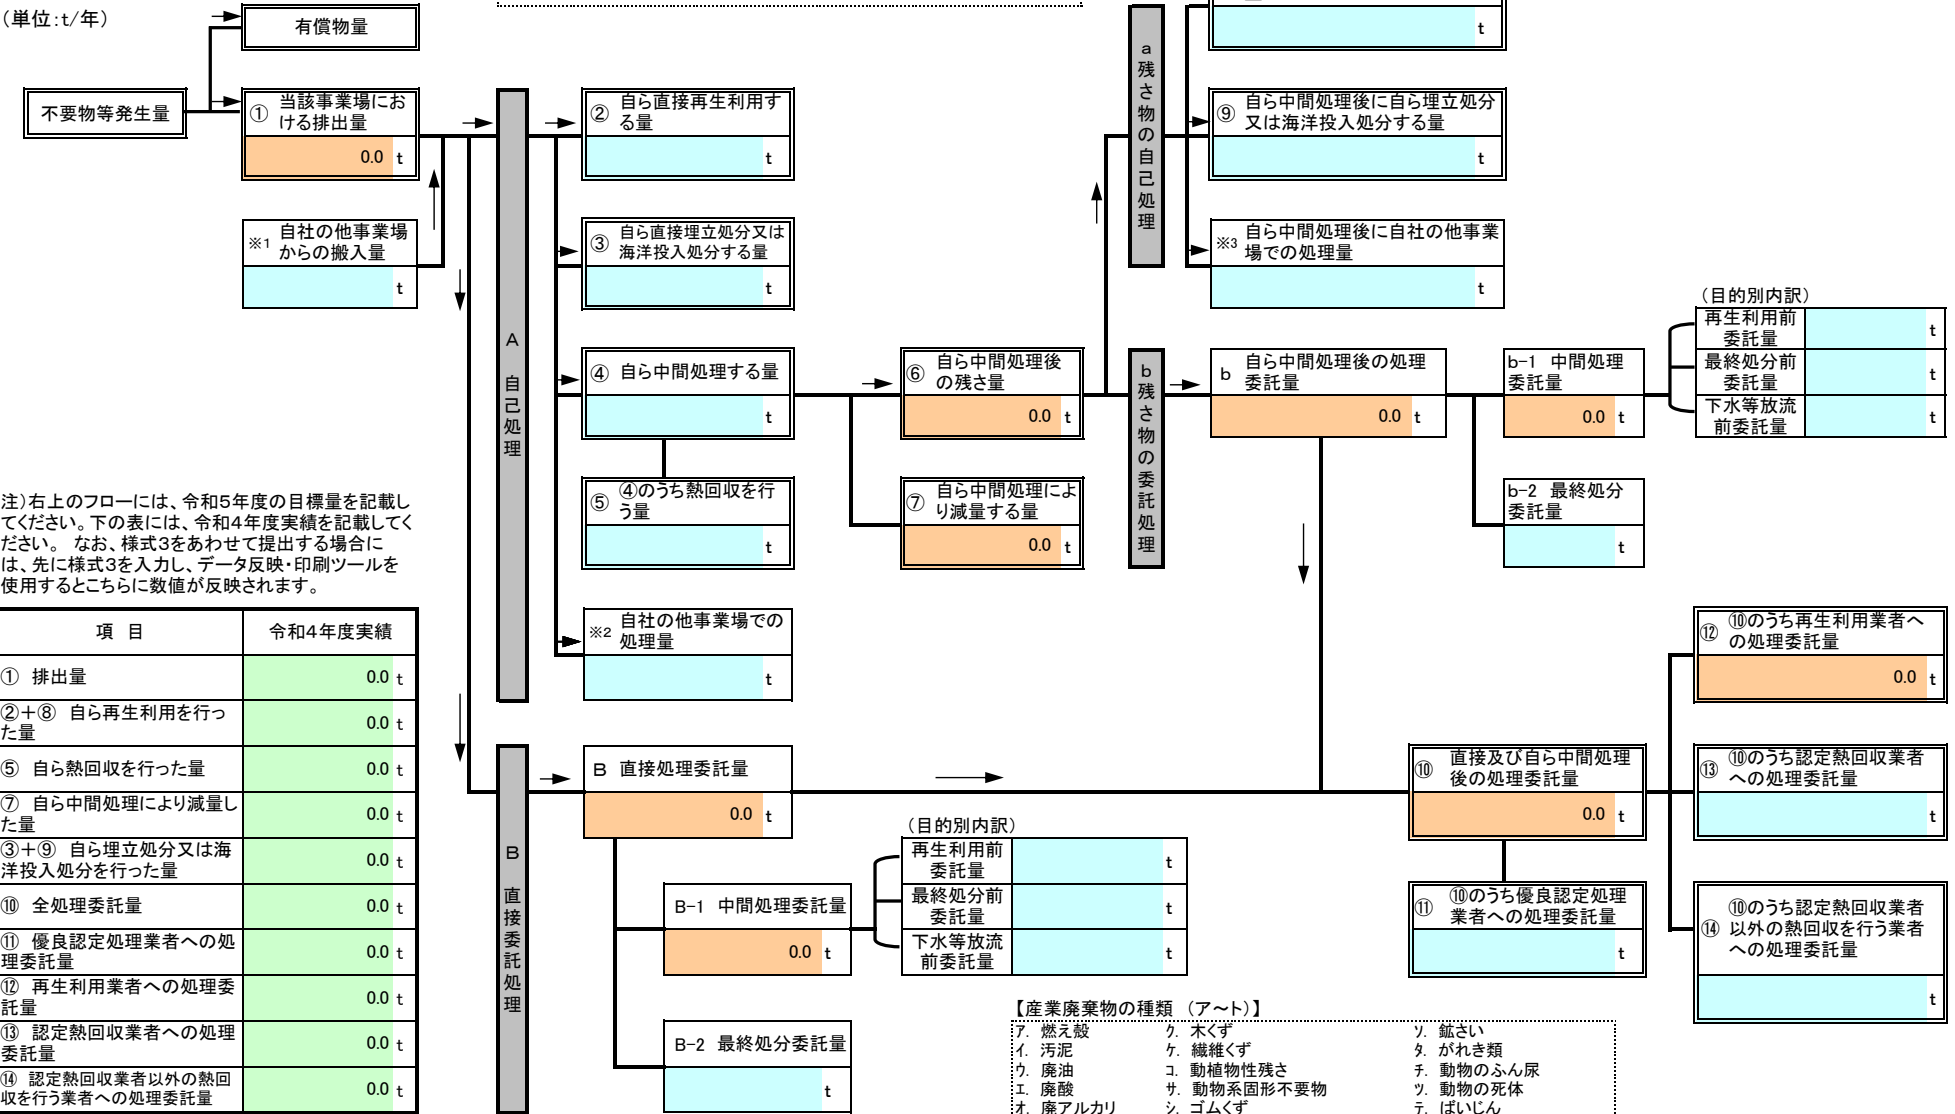 （単位：t/年）
有償物量
t
不要物等発生量
① 当該事業場にお
ける排出量
0.0 t
※1 自社の他事業場
からの搬入量
t
A 自己処理
② 自ら直接再生利用す
る量
t
③ 自ら直接埋立処分又は
海洋投入処分する量
t
④ 自ら中間処理する量
t
⑤ ④のうち熱回収を行
う量
t
※2 自社の他事業場での
処理量
t
⑥ 自ら中間処理後
の残さ量
0.0 t
⑦ 自ら中間処理によ
り減量する量
0.0 t
a 残さ物の自己処理
⑨ 自ら中間処理後に自ら埋立処分
又は海洋投入処分する量
t
※3 自ら中間処理後に自社の他事業
場での処理量
t
b 残さ物の委託処理
b 自ら中間処理後の処理
委託量
0.0 t
b-1 中間処理
委託量
0.0 t
（目的別内訳）
再生利用前
委託量
t
最終処分前
委託量
t
下水等放流
前委託量
t
b-2 最終処分
委託量
t
注）右上のフローには、令和５年度の目標量を記載し
てください。下の表には、令和４年度実績を記載してく
ださい。 なお、様式３をあわせて提出する場合に
は、先に様式３を入力し、データ反映・印刷ツールを
使用するとこちらに数値が反映されます。
項 目 令和４年度実績
① 排出量 0.0 t
②＋⑧ 自ら再生利用を行っ
た量 0.0 t
⑤ 自ら熱回収を行った量 0.0 t
⑦ 自ら中間処理により減量し
た量 0.0 t
③＋⑨ 自ら埋立処分又は海
洋投入処分を行った量 0.0 t
⑩ 全処理委託量 0.0 t
⑪ 優良認定処理業者への処
理委託量 0.0 t
⑫ 再生利用業者への処理委
託量 0.0 t
⑬ 認定熱回収業者への処理
委託量 0.0 t
⑭ 認定熱回収業者以外の熱回
収を行う業者への処理委託量 0.0 t
B 直接委託処理
B 直接処理委託量
0.0 t
B-1 中間処理委託量
0.0 t
（目的別内訳）
再生利用前
委託量
t
最終処分前
委託量
t
下水等放流
前委託量
t
B-2 最終処分委託量
t
⑩ 直接及び自ら中間処理
後の処理委託量
0.0 t
⑪ ⑩のうち優良認定処理
業者への処理委託量
t
⑫ ⑩のうち再生利用業者へ
の処理委託量
0.0 t
⑬ ⑩のうち認定熱回収業者
への処理委託量
t
⑭ ⑩のうち認定熱回収業者
以外の熱回収を行う業者
への処理委託量
t
【産業廃棄物の種類 （ア～ト）】
ア. 燃え殻 ク. 木くず ソ. 鉱さい
イ. 汚泥 ケ. 繊維くず タ. がれき類
ウ. 廃油 コ. 動植物性残さ チ. 動物のふん尿
エ. 廃酸 サ. 動物系固形不要物 ツ. 動物の死体
オ. 廃アルカリ シ. ゴムくず テ. ばいじん